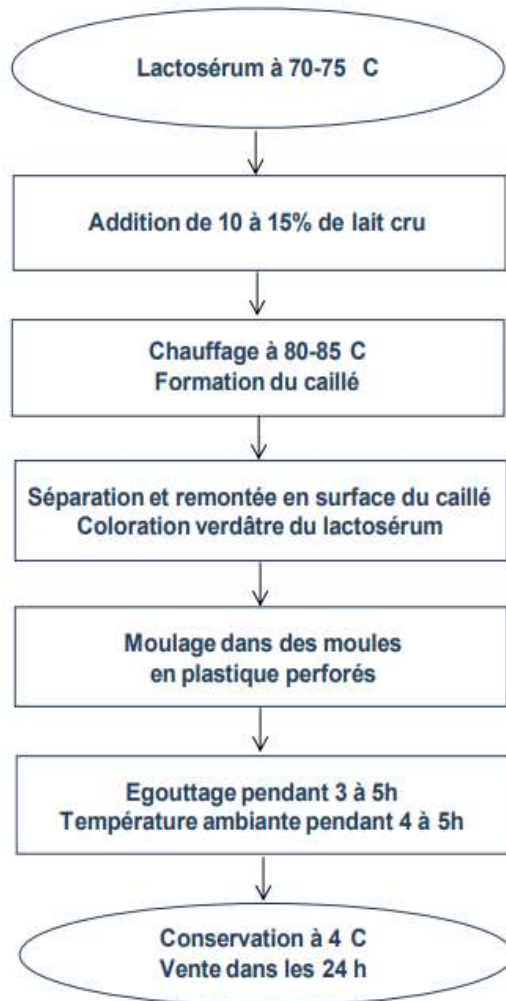 Lactosérum à 70-75 C
Addition de 10 à 15% de lait cru
Chauffage à 80-85 C
Formation du caillé
Séparation et remontée en surface du caillé
Coloration verdâtre du lactosérum
Moulage dans des moules
en plastique perforés
Egouttage pendant 3 à 5h
Température ambiante pendant 4 à 5h
Conservation à 4 C
Vente dans les 24 h